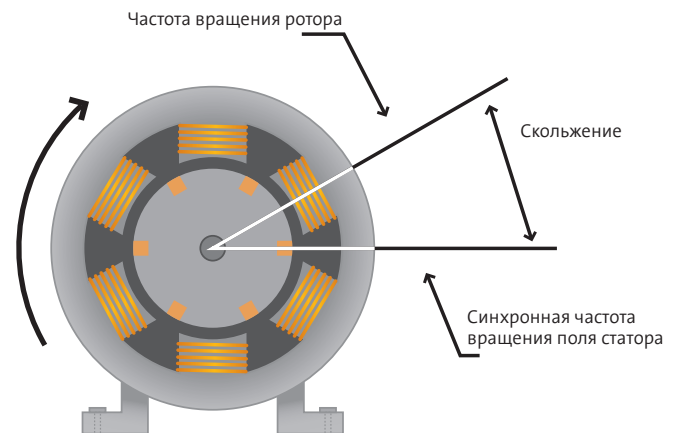 Частота вращения ротора
Скольжение
Синхронная частота
вращения поля статора